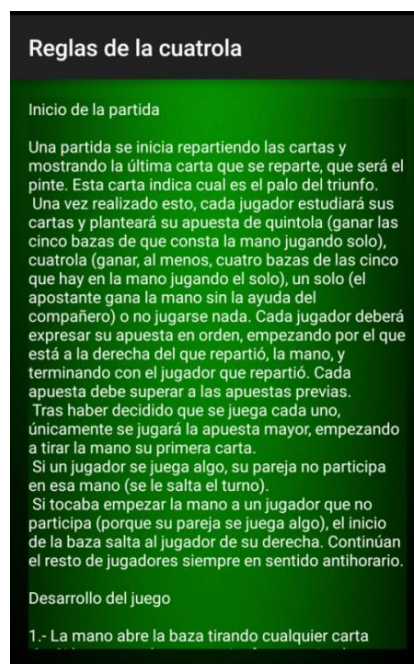 Reglas de la cuatrola
Inicio de la partida
Una partida se inicia repartiendo las cartas y
mostrando la última carta que se reparte, que será el
pinte. Esta carta indica cual es el palo del triunfo.
Una vez realizado esto, cada jugador estudiará sus
cartas y planteará su apuesta de quintola (ganar las
cinco bazas de que consta la mano jugando solo),
cuatrola (ganar, al menos, cuatro bazas de las cinco
que hay en la mano jugando el solo), un solo (el
apostante gana la mano sin la ayuda del
compañero) o no jugarse nada. Cada jugador deberá
expresar su apuesta en orden, empezando por el que
está a la derecha del que repartió, la mano, y
terminando con el jugador que repartió. Cada
apuesta debe superar a las apuestas previas.
Tras haber decidido que se juega cada uno,
únicamente se jugará la apuesta mayor, empezando
a tirar la mano su primera carta.
Si un jugador se juega algo, su pareja no participa
en esa mano (se le salta el turno).
Si tocaba empezar la mano a un jugador que no
participa (porque su pareja se juega algo), el inicio
de la baza salta al jugador de su derecha. Continúan
el resto de jugadores siempre en sentido antihorario.
Desarrollo del juego
1.- La mano abre la baza tirando cualquier carta